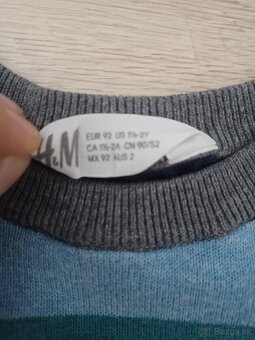 H&M
EUR 92 US 1½-2Y
CA 1½-2A CN 90/52
MX 92 AUS 2
Bazos.sk